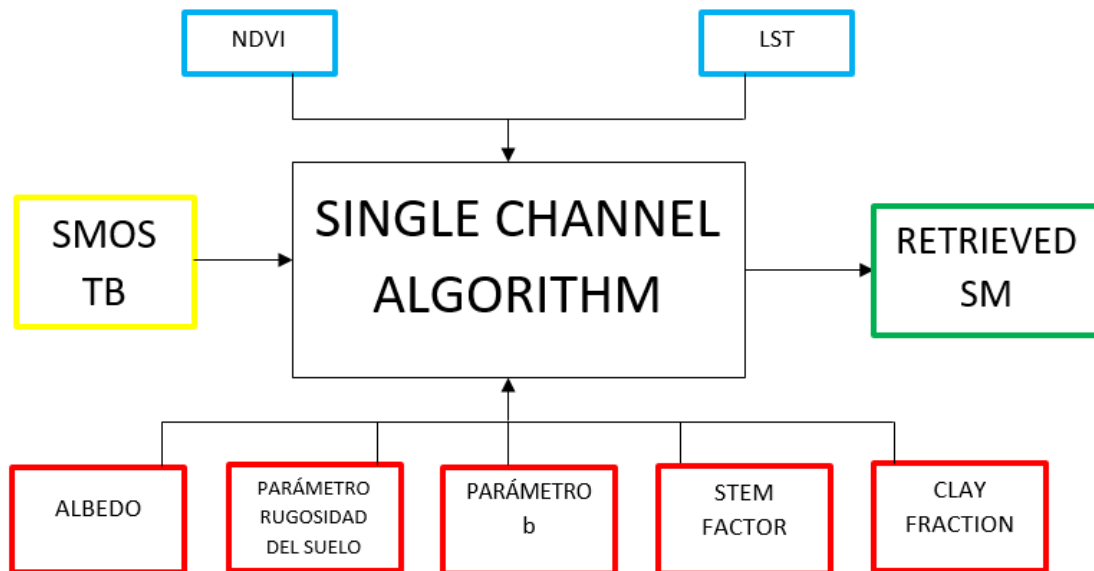 NDVI
LST
SMOS
TB
SINGLE CHANNEL
ALGORITHM
RETRIEVED
SM
ALBEDO
PARÁMETRO
RUGOSIDAD
DEL SUELO
PARÁMETRO
b
STEM
FACTOR
CLAY
FRACTION